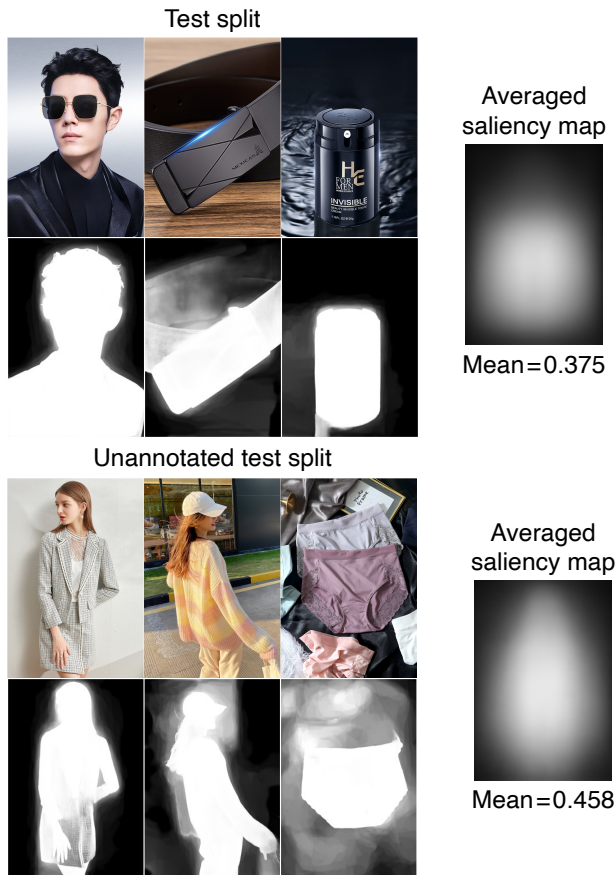 Test split
Averaged
saliency map
H E
FOR
MEN
INVISIBLE
Mean=0.375
Unannotated test split
Averaged
saliency map
Mean=0.458